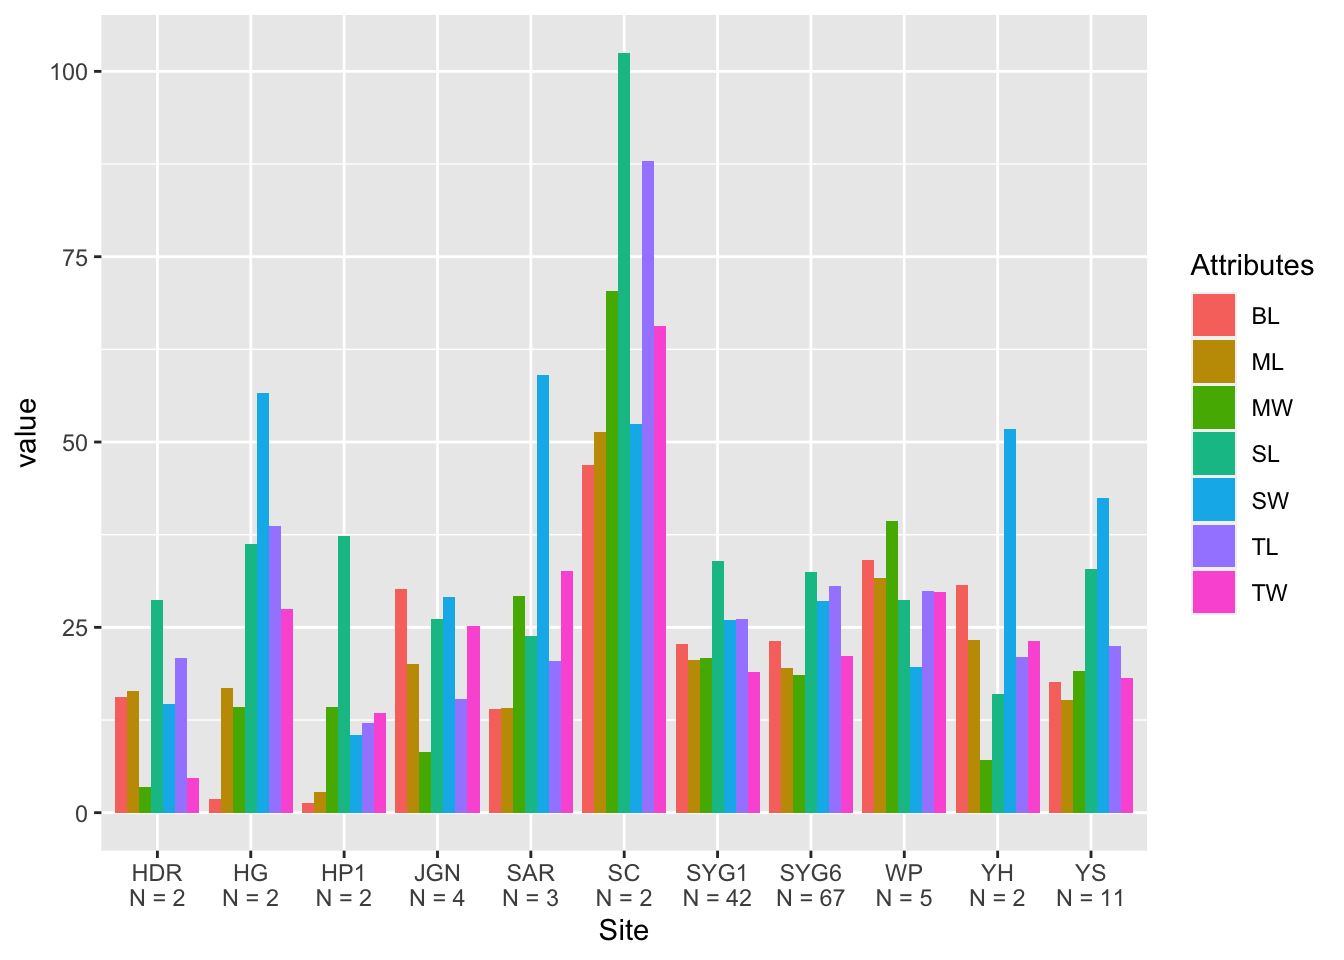 value
100
75
50
25
0
HDR HG HP1 JGN SAR SC SYG1 SYG6 WP YH YS
N = 2 N = 2 N = 2 N = 4 N = 3 N = 2 N = 42 N = 67 N = 5 N = 2 N = 11
Site
Attributes
BL
ML
MW
SL
SW
TL
TW